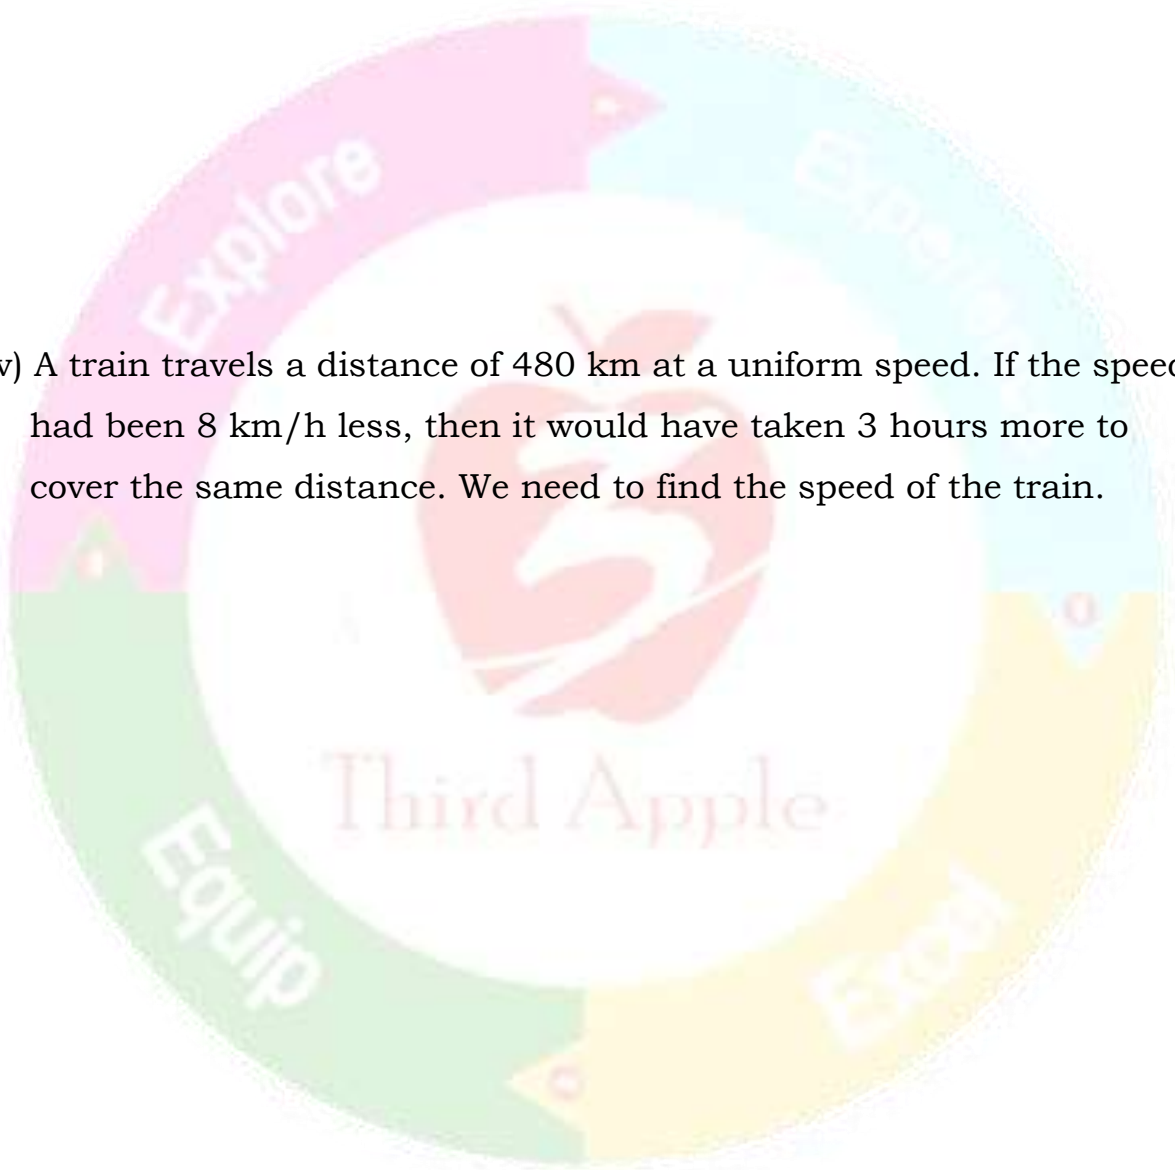 Explore
Experience
v) A train travels a distance of 480 km at a uniform speed. If the speed
had been 8 km/h less, then it would have taken 3 hours more to
cover the same distance. We need to find the speed of the train.
Third Apple
Equip
Excel